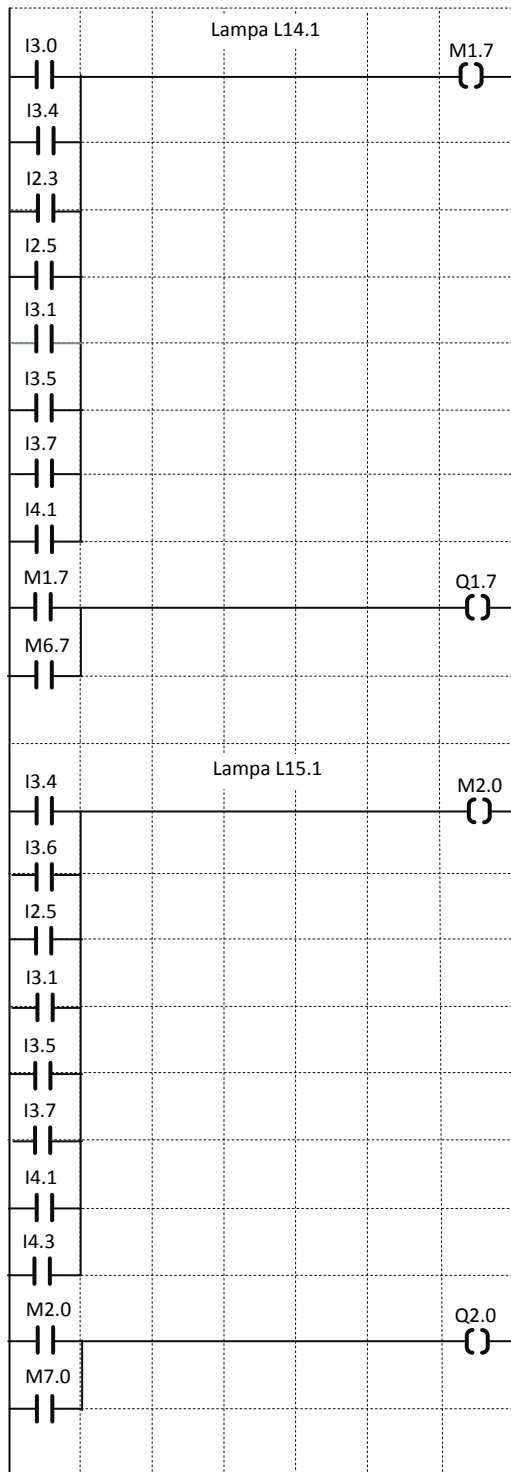 Lampa L14.1
I3.0
M1.7
I3.4
I2.3
I2.5
I3.1
I3.5
I3.7
I4.1
M1.7
Q1.7
M6.7
Lampa L15.1
I3.4
M2.0
I3.6
I2.5
I3.1
I3.5
I3.7
I4.1
I4.3
M2.0
Q2.0
M7.0